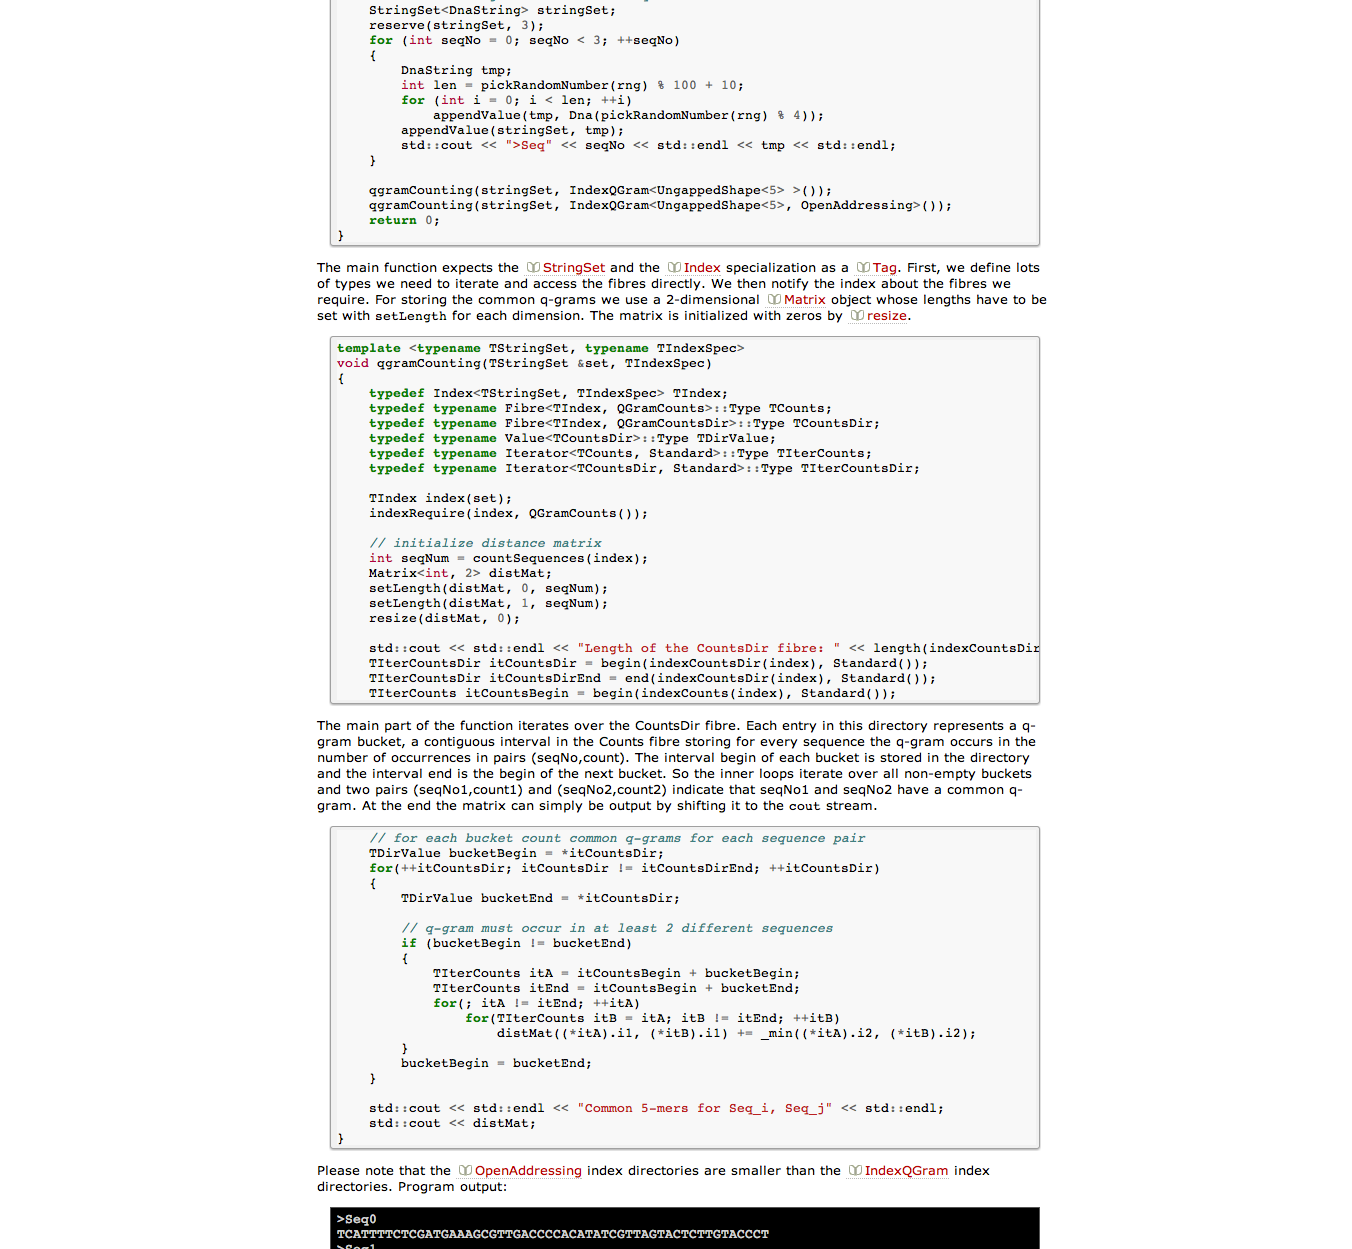 StringSet<DnaString> stringSet;
reserve(stringSet, 3);
for (int seqNo = 0; seqNo < 3; ++seqNo)
{
DnaString tmp;
int len = pickRandomNumber(rng) % 100 + 10;
for (int i = 0; i < len; ++i)
appendValue(tmp, Dna(pickRandomNumber(rng) % 4));
appendValue(stringSet, tmp);
std::cout << ">Seq" << seqNo << std::endl << tmp << std::endl;
}
qgramCounting(stringSet, IndexQGram<UngappedShape<5> >());
qgramCounting(stringSet, IndexQGram<UngappedShape<5>, OpenAddressing>());
return 0;
}
The main function expects the StringSet and the Index specialization as a Tag. First, we define lots
of types we need to iterate and access the fibres directly. We then notify the index about the fibres we
require. For storing the common q-grams we use a 2-dimensional Matrix object whose lengths have to be
set with setLength for each dimension. The matrix is initialized with zeros by resize.
template <typename TStringSet, typename TIndexSpec>
void qgramCounting(TStringSet &set, TIndexSpec)
{
typedef Index<TStringSet, TIndexSpec> TIndex;
typedef typename Fibre<TIndex, QGramCounts>::Type TCounts;
typedef typename Fibre<TIndex, QGramCountsDir>::Type TCountsDir;
typedef typename Value<TCountsDir>::Type TDirValue;
typedef typename Iterator<TCounts, Standard>::Type TIterCounts;
typedef typename Iterator<TCountsDir, Standard>::Type TIterCountsDir;
TIndex index(set);
indexRequire(index, QGramCounts());
// initialize distance matrix
int seqNum = countSequences(index);
Matrix<int, 2> distMat;
setLength(distMat, 0, seqNum);
setLength(distMat, 1, seqNum);
resize(distMat, 0);
std::cout << std::endl << "Length of the CountsDir fibre: " << length(indexCountsDir
TIterCountsDir itCountsDir = begin(indexCountsDir(index), Standard());
TIterCountsDir itCountsDirEnd = end(indexCountsDir(index), Standard());
TIterCounts itCountsBegin = begin(indexCounts(index), Standard());
The main part of the function iterates over the CountsDir fibre. Each entry in this directory represents a q-
gram bucket, a contiguous interval in the Counts fibre storing for every sequence the q-gram occurs in the
number of occurrences in pairs (seqNo,count). The interval begin of each bucket is stored in the directory
and the interval end is the begin of the next bucket. So the inner loops iterate over all non-empty buckets
and two pairs (seqNo1,count1) and (seqNo2,count2) indicate that seqNo1 and seqNo2 have a common q-
gram. At the end the matrix can simply be output by shifting it to the cout stream.
// for each bucket count common q-grams for each sequence pair
TDirValue bucketBegin = *itCountsDir;
for(++itCountsDir; itCountsDir != itCountsDirEnd; ++itCountsDir)
{
TDirValue bucketEnd = *itCountsDir;
// q-gram must occur in at least 2 different sequences
if (bucketBegin != bucketEnd)
{
TIterCounts itA = itCountsBegin + bucketBegin;
TIterCounts itEnd = itCountsBegin + bucketEnd;
for(; itA != itEnd; ++itA)
for(TIterCounts itB = itA; itB != itEnd; ++itB)
distMat((*itA).i1, (*itB).i1) += _min((*itA).i2, (*itB).i2);
}
bucketBegin = bucketEnd;
}
std::cout << std::endl << "Common 5-mers for Seq_i, Seq_j" << std::endl;
std::cout << distMat;
}
Please note that the OpenAddressing index directories are smaller than the IndexQGram index
directories. Program output:
>Seq0
TCATTTTCTCGATGAAAGCGTTGACCCCACATATCGTTAGTACTCTTGTACCCT
>Seq1